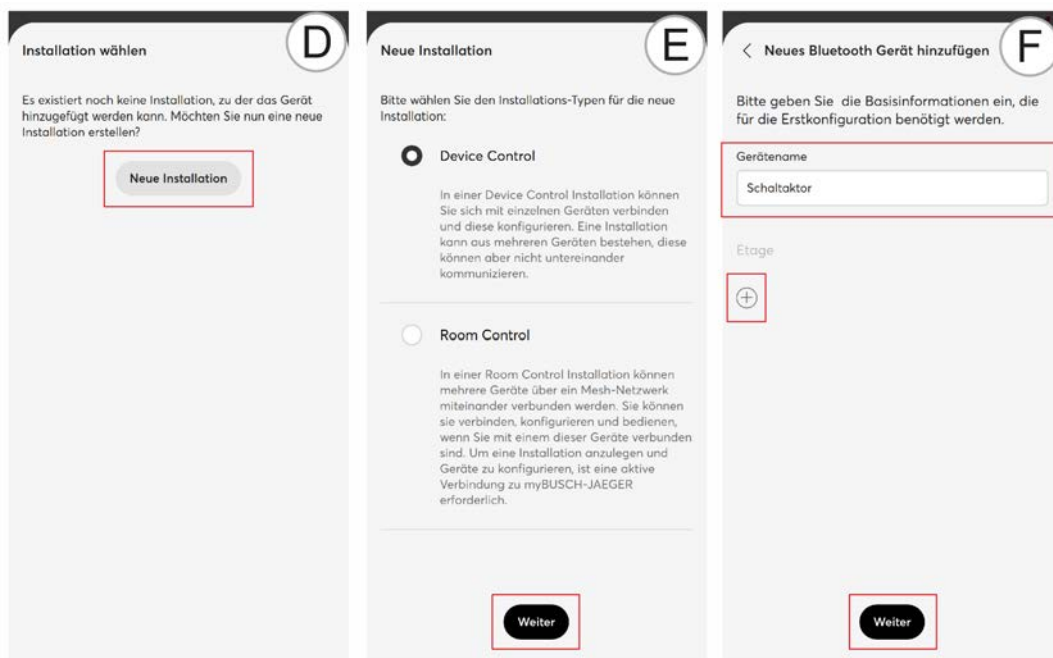 Installation wählen
D
Es existiert noch keine Installation, zu der das Gerät
hinzugefügt werden kann. Möchten Sie nun eine neue
Installation erstellen?
Neue Installation
Neue Installation
E
Bitte wählen Sie den Installations-Typen für die neue
Installation:
Device Control
In einer Device Control Installation können
Sie sich mit einzelnen Geräten verbinden
und diese konfigurieren. Eine Installation
kann aus mehreren Geräten bestehen, diese
können aber nicht untereinander
kommunizieren.
Room Control
In einer Room Control Installation können
mehrere Geräte über ein Mesh-Netzwerk
miteinander verbunden werden. Sie können
sie verbinden, konfigurieren und bedienen,
wenn Sie mit einem dieser Geräte verbunden
sind. Um eine Installation anzulegen und
Geräte zu konfigurieren, ist eine aktive
Verbindung zu myBUSCH-JAEGER
erforderlich.
Weiter
Neues Bluetooth Gerät hinzufügen
F
Bitte geben Sie die Basisinformationen ein, die
für die Erstkonfiguration benötigt werden.
Gerätename
Schaltaktor
Etage
Weiter